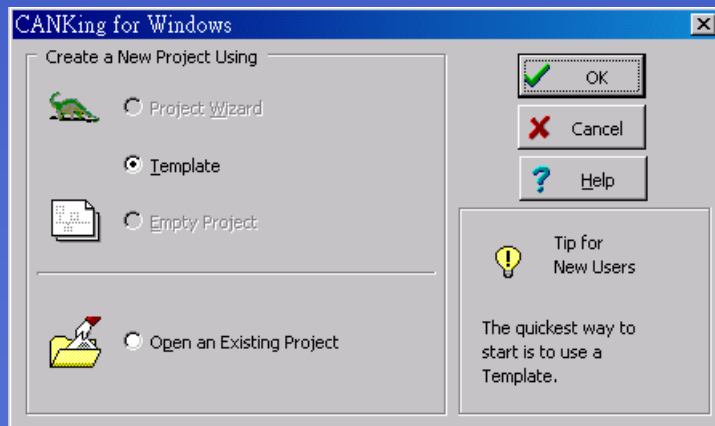 CANKing for Windows
Create a New Project Using
Project Wizard
Template
Empty Project
Open an Existing Project
OK
Cancel
Help
Tip for
New Users
The quickest way to
start is to use a
Template.